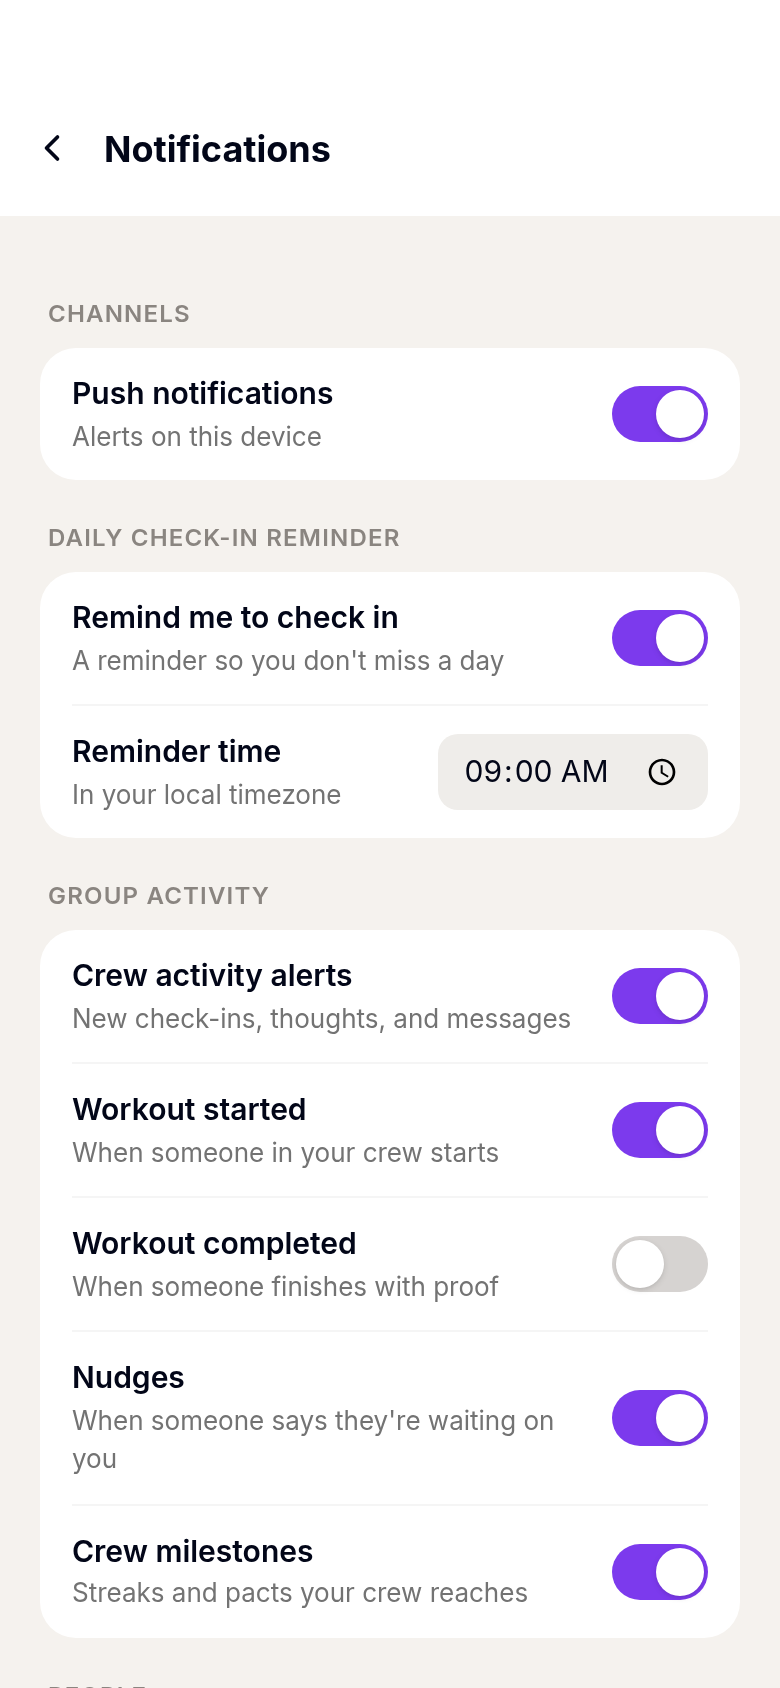 Notifications
CHANNELS
Push notifications
Alerts on this device
DAILY CHECK-IN REMINDER
Remind me to check in
A reminder so you don't miss a day
Reminder time
In your local timezone
09:00 AM
GROUP ACTIVITY
Crew activity alerts
New check-ins, thoughts, and messages
Workout started
When someone in your crew starts
Workout completed
When someone finishes with proof
Nudges
When someone says they're waiting on
you
Crew milestones
Streaks and pacts your crew reaches